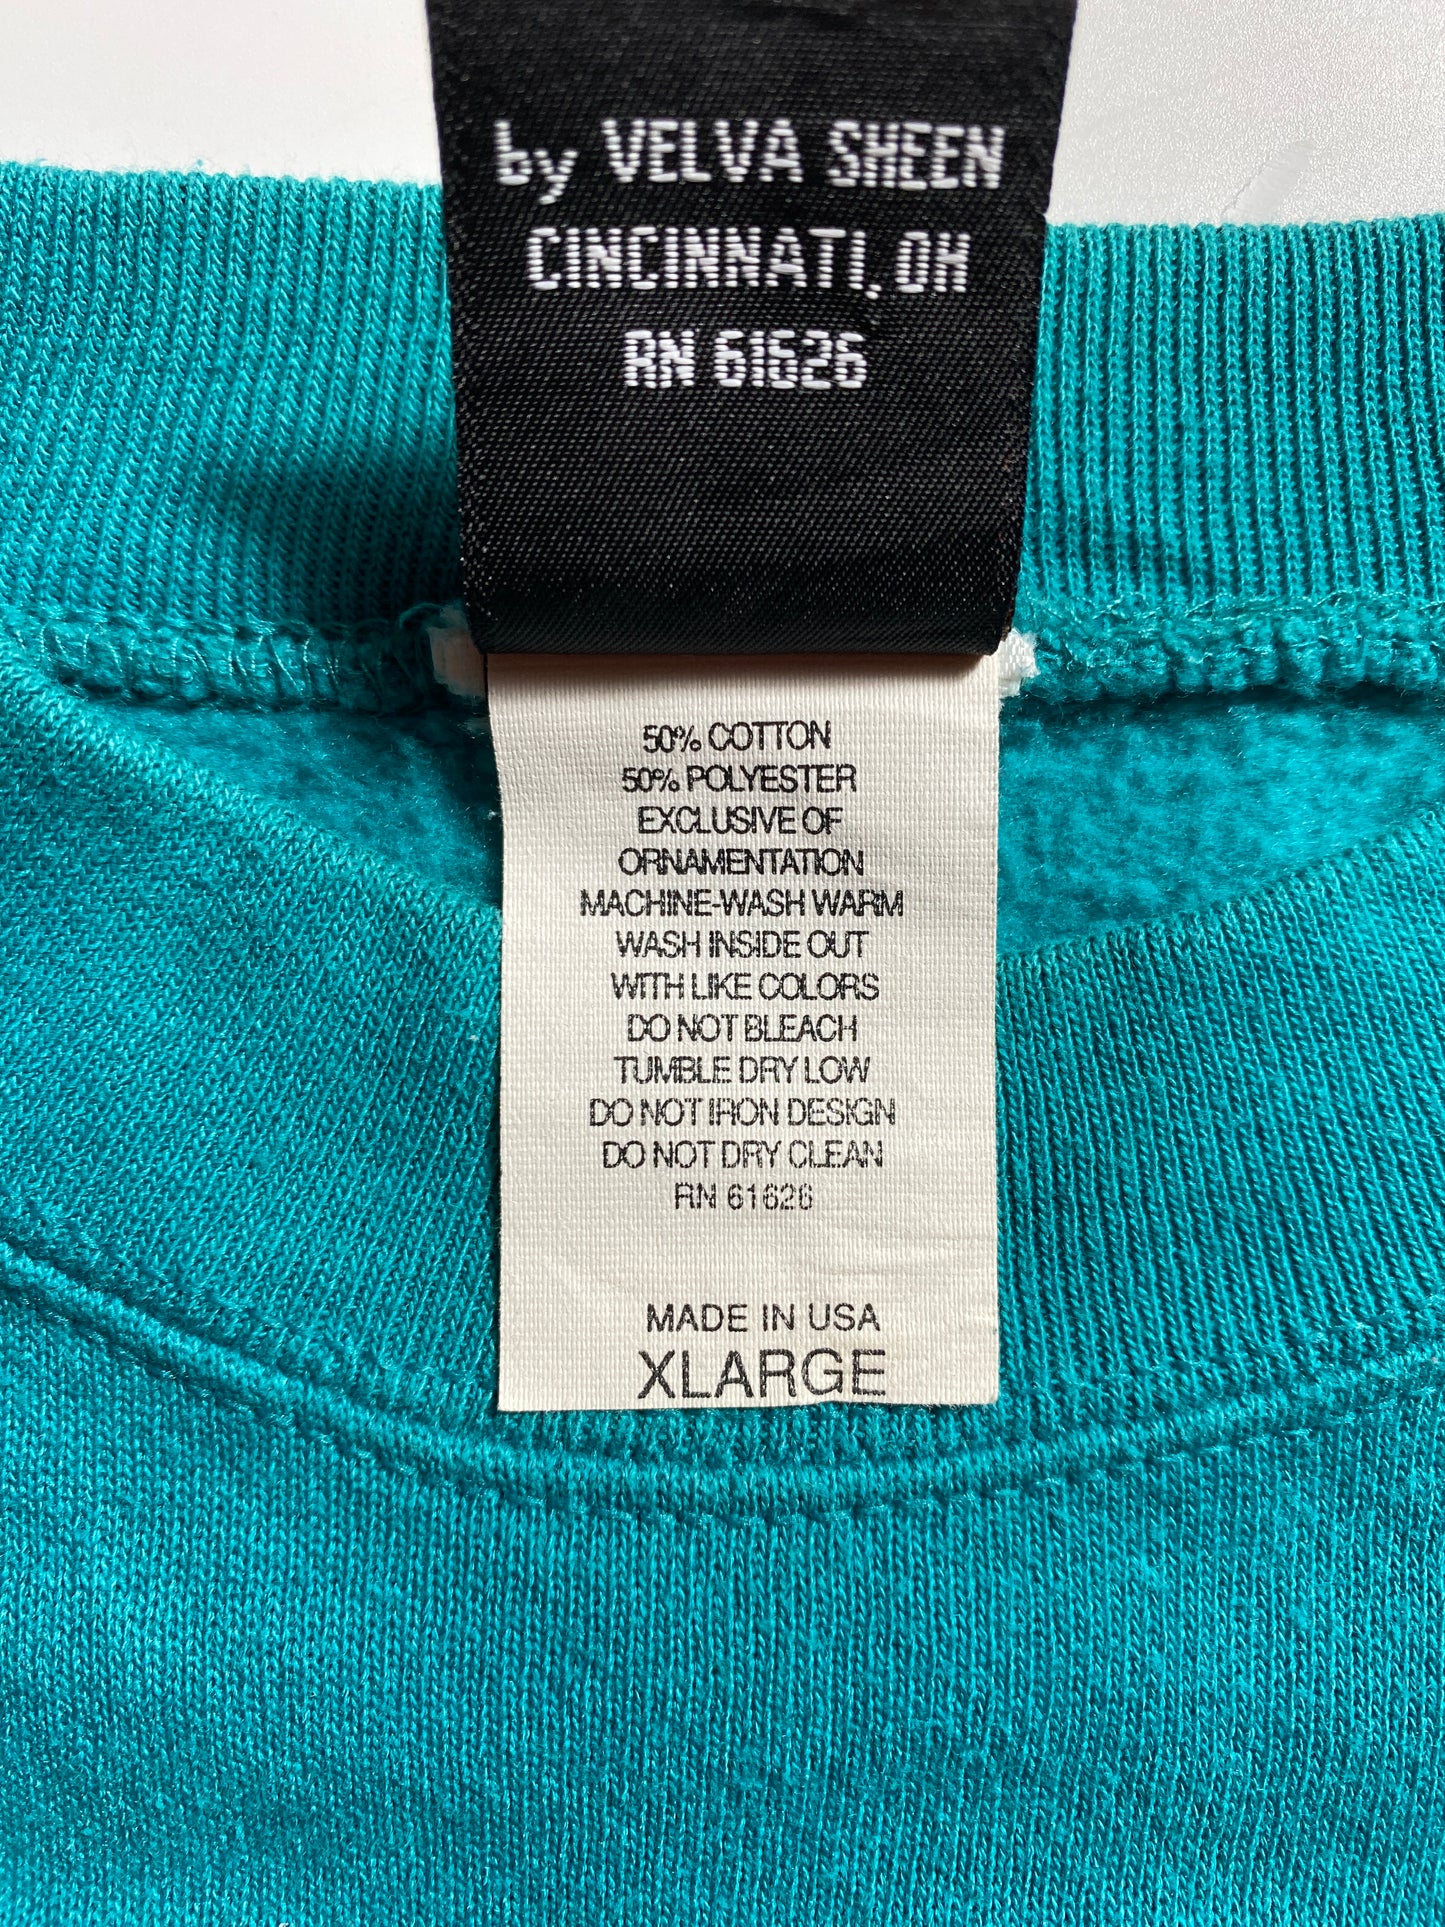 by VELVA SHEEN
CINCINNATI, OH
RN 61626
50% COTTON
50% POLYESTER
EXCLUSIVE OF
ORNAMENTATION
MACHINE-WASH WARM
WASH INSIDE OUT
WITH LIKE COLORS
DO NOT BLEACH
TUMBLE DRY LOW
DO NOT IRON DESIGN
DO NOT DRY CLEAN
RN 61626
MADE IN USA
XLARGE